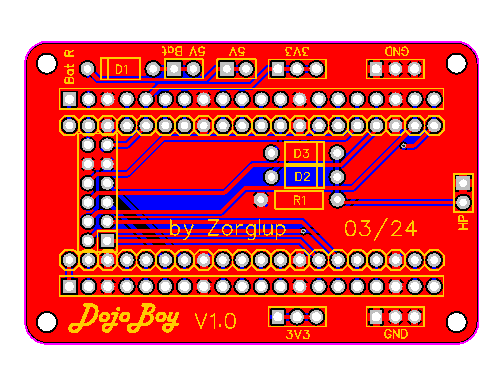 Bat R
D1
5V Bat
5V
3V3
GND
D3
D2
R1
HP
by Zorglup 03/24
DojoBoy V1.0
3V3
GND